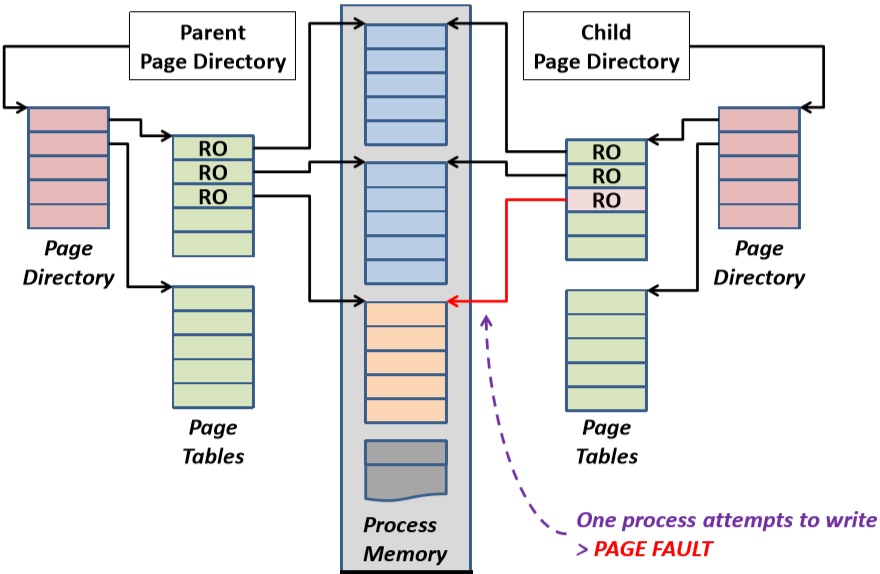 Parent
Page Directory
Child
Page Directory
RO
RO
RO
RO
RO
RO
Page
Directory
Page
Directory
Page
Tables
Page
Tables
Process
Memory
One process attempts to write
> PAGE FAULT